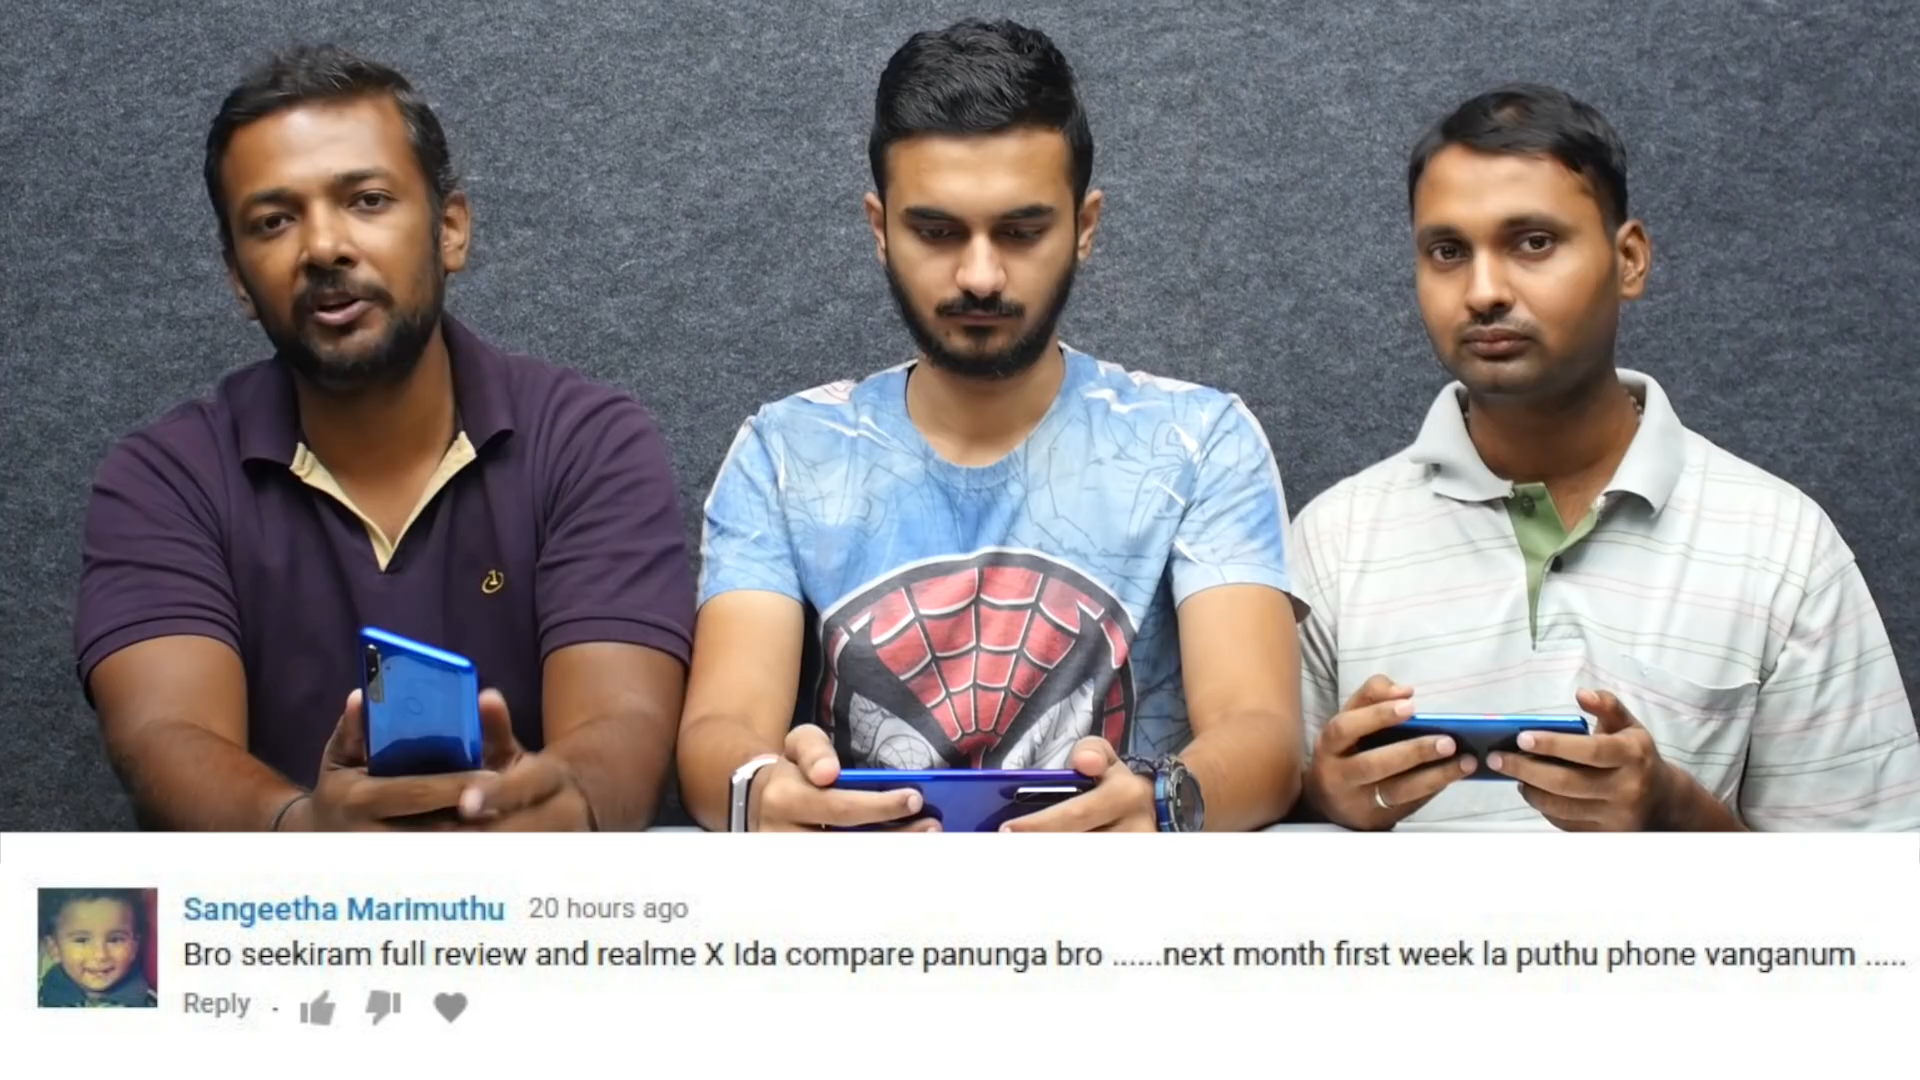 Sangeetha Marimuthu 20 hours ago
Bro seekiram full review and realme X Ida compare panunga bro ......next month first week la puthu phone vanganum .....
Reply .